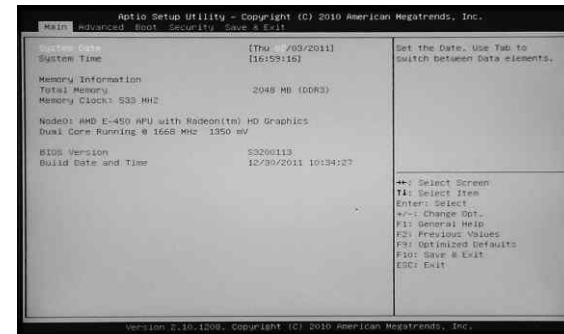 Aptio Setup Utility – Copyright (C) 2010 American Megatrends, Inc.
Main Advanced Boot Security Save & Exit
System Date [Thu /03/2011]
Set the Date. Use Tab to
System Time [16:59:16]
switch between Data elements.
Memory Information
Total Memory 2048 MB (DDR3)
Memory Clock: 533 MHZ
Node0: AMD E-450 APU with Radeon(tm) HD Graphics
Dual Core Running @ 1668 MHz 1350 mV
BIOS Version S3200113
Build Date and Time 12/30/2011 10:34:27
→←: Select Screen
↑↓: Select Item
Enter: Select
+/-: Change Opt.
F1: General Help
F2: Previous Values
F9: Optimized Defaults
F10: Save & Exit
ESC: Exit
Version 2.10.1208. Copyright (C) 2010 American Megatrends, Inc.